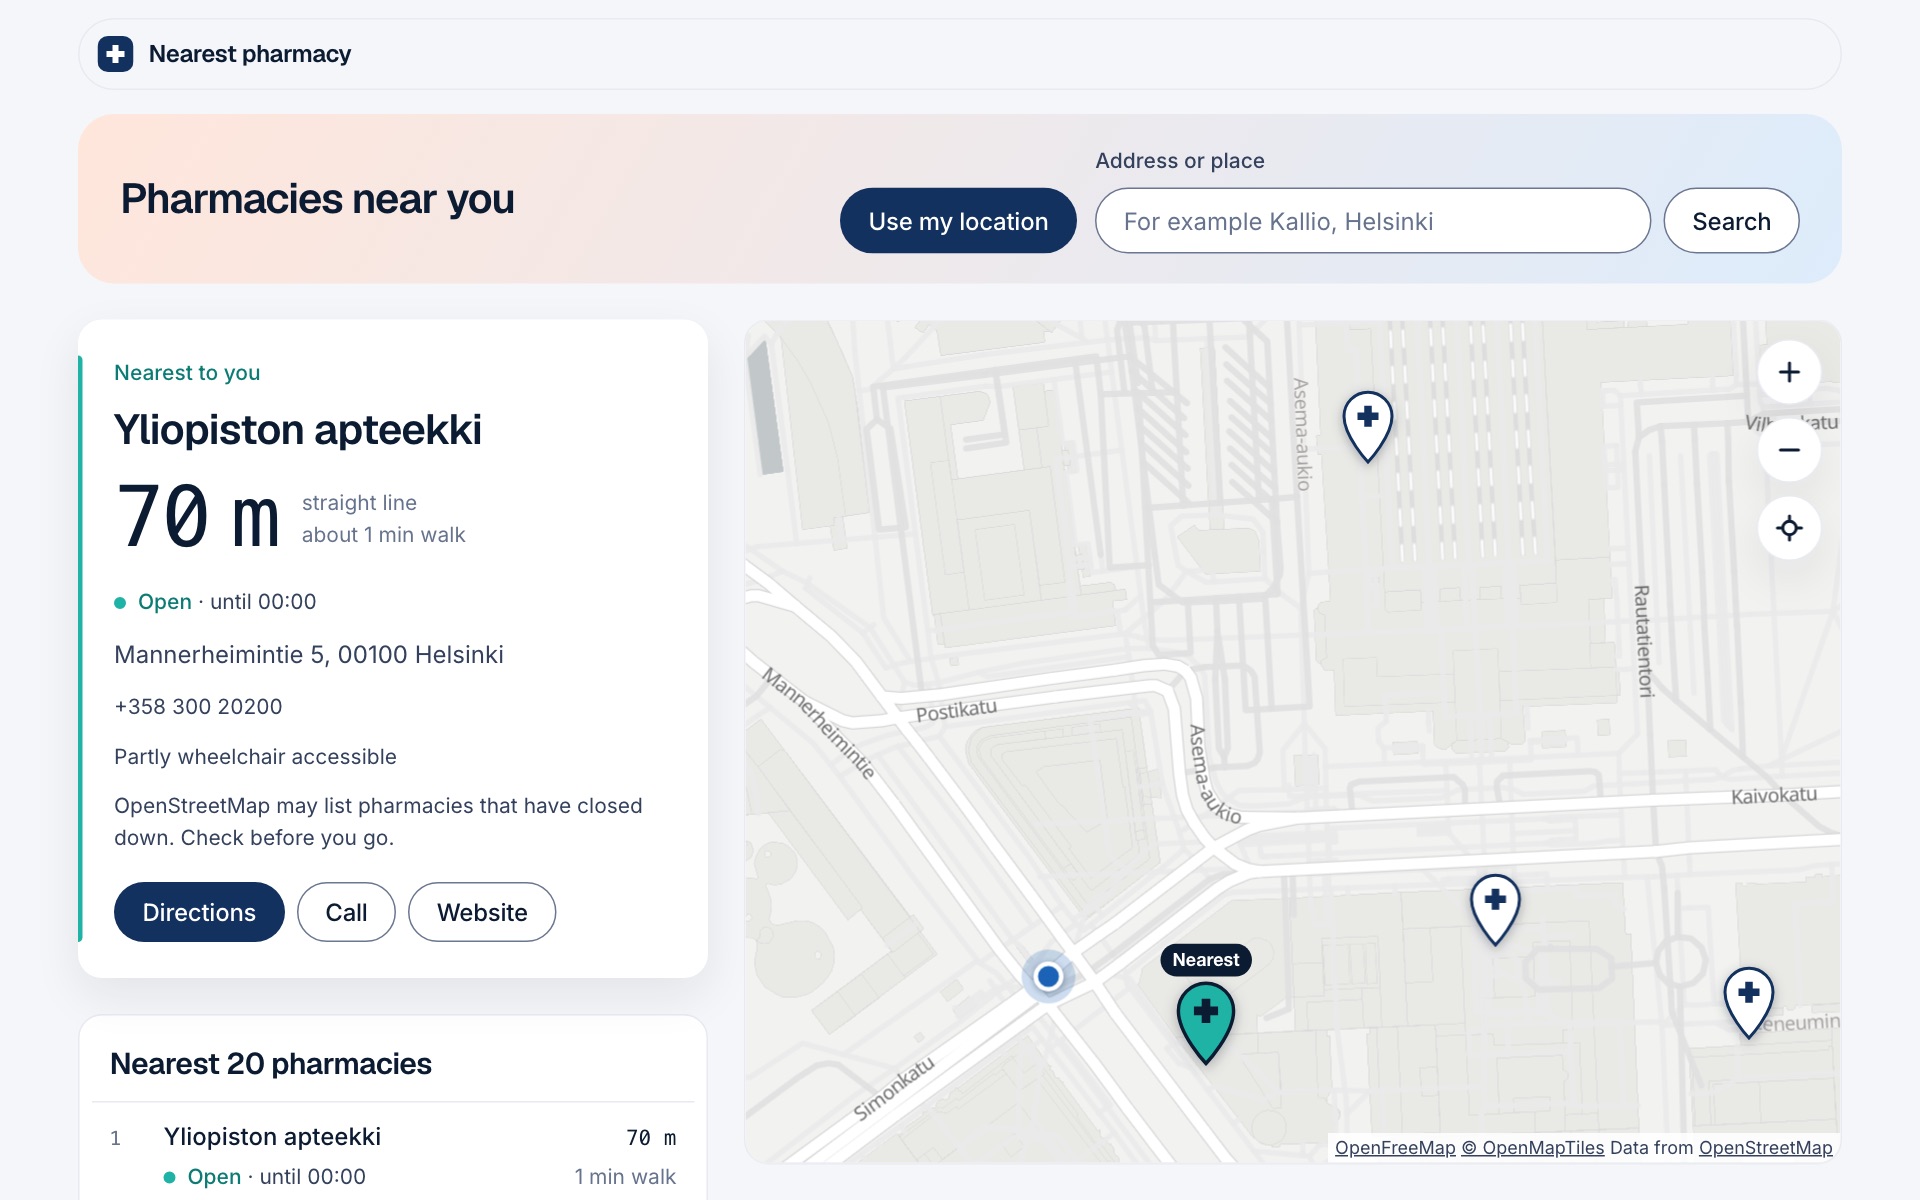 Nearest pharmacy
Pharmacies near you
Use my location
Address or place
For example Kallio, Helsinki
Search
Nearest to you
Yliopiston apteekki
70 m
straight line
about 1 min walk
Open · until 00:00
Mannerheimintie 5, 00100 Helsinki
+358 300 20200
Partly wheelchair accessible
OpenStreetMap may list pharmacies that have closed
down. Check before you go.
Directions
Call
Website
Nearest 20 pharmacies
1 Yliopiston apteekki 70 m
Open · until 00:00 1 min walk
Asema-aukio
Rautatientori
Mannerheimintie
Postikatu
Asema-aukio
Kaivokatu
Nearest
Simonkatu
OpenFreeMap © OpenMapTiles Data from OpenStreetMap